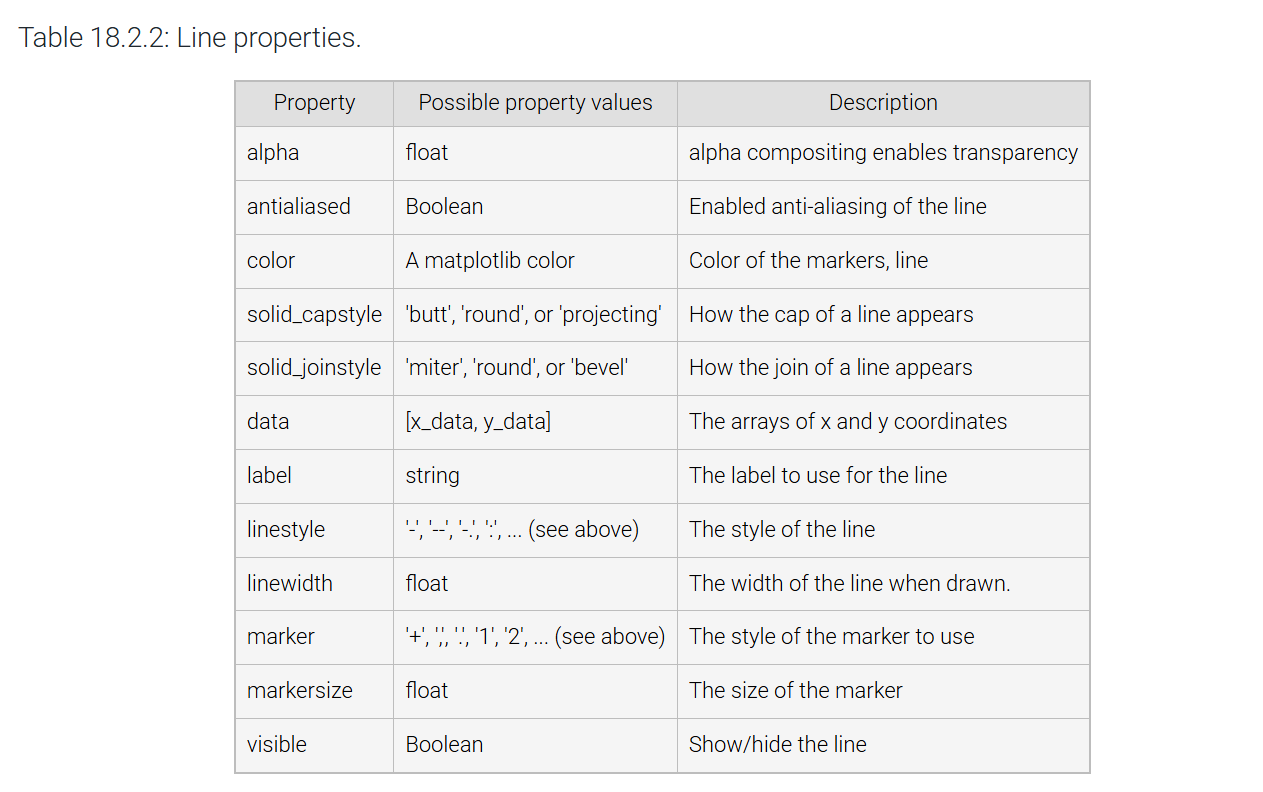 Table 18.2.2: Line properties.
Property Possible property values Description
alpha float alpha compositing enables transparency
antialiased Boolean Enabled anti-aliasing of the line
color A matplotlib color Color of the markers, line
solid_capstyle 'butt', 'round', or 'projecting' How the cap of a line appears
solid_joinstyle 'miter', 'round', or 'bevel' How the join of a line appears
data [x_data, y_data] The arrays of x and y coordinates
label string The label to use for the line
linestyle '-', '--', '-.', ':', ... (see above) The style of the line
linewidth float The width of the line when drawn.
marker '+', ',', '.', '1', '2', ... (see above) The style of the marker to use
markersize float The size of the marker
visible Boolean Show/hide the line